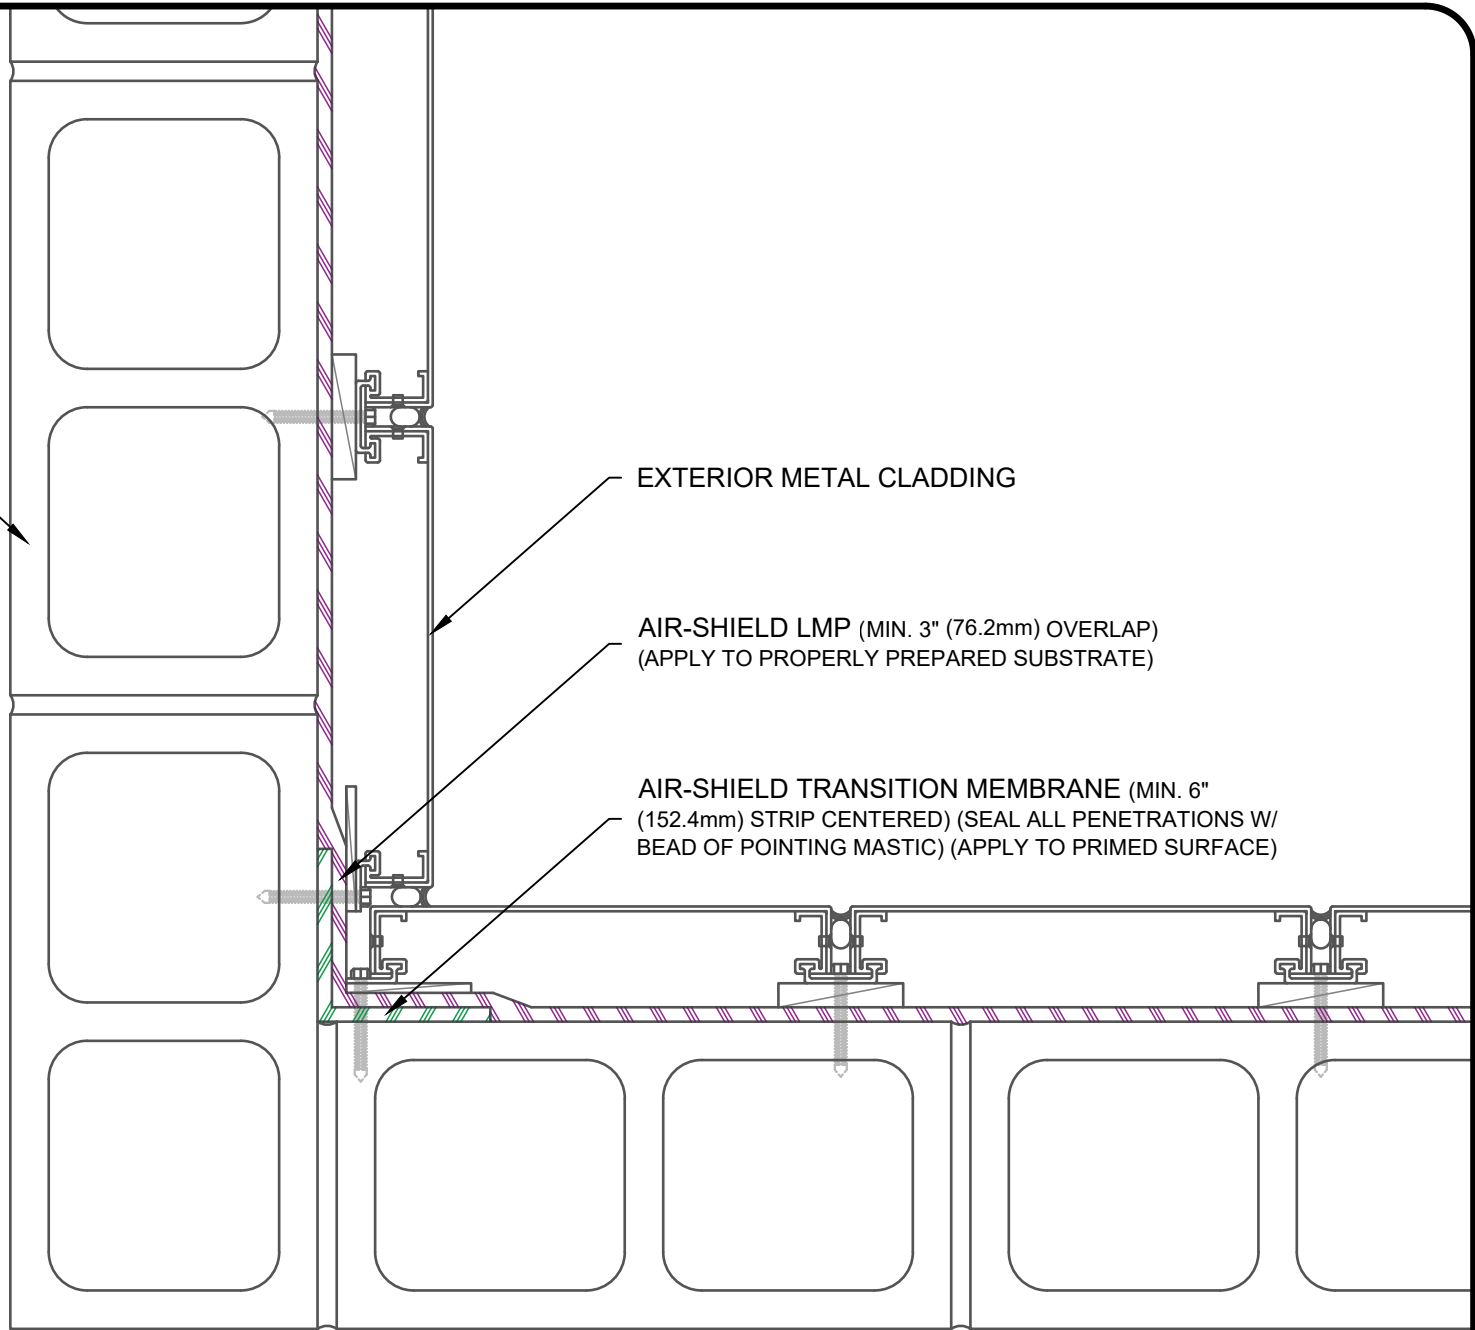 EXTERIOR METAL CLADDING
AIR-SHIELD LMP (MIN. 3" (76.2mm) OVERLAP)
(APPLY TO PROPERLY PREPARED SUBSTRATE)
AIR-SHIELD TRANSITION MEMBRANE (MIN. 6"
(152.4mm) STRIP CENTERED) (SEAL ALL PENETRATIONS W/
BEAD OF POINTING MASTIC) (APPLY TO PRIMED SURFACE)